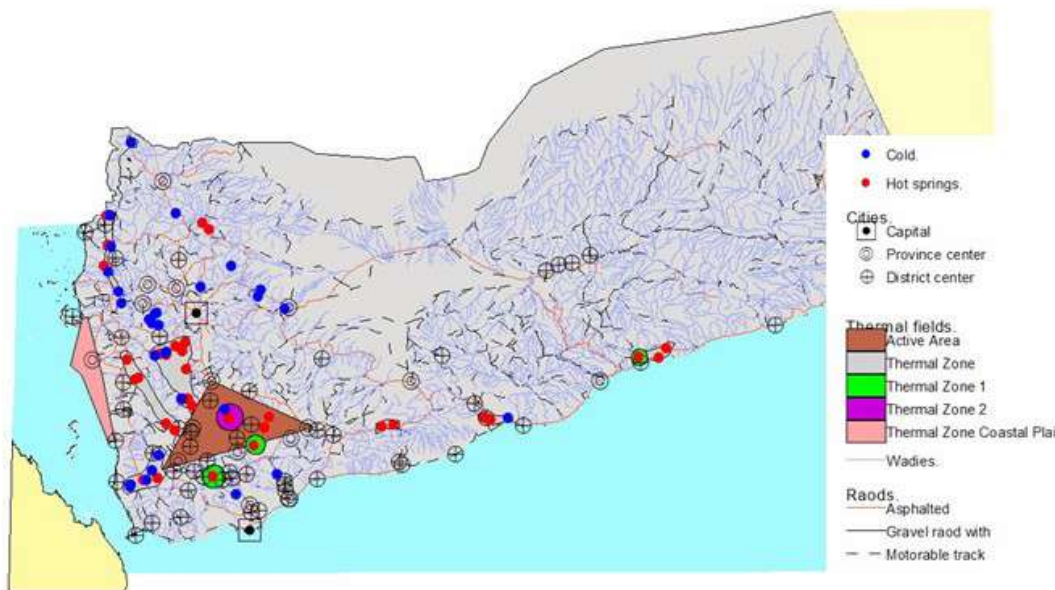 Cold.
Hot springs.
Cities.
Capital
Province center
District center
Thermal fields.
Active Area
Thermal Zone
Thermal Zone 1
Thermal Zone 2
Thermal Zone Coastal Plai
Wadies.
Raods.
Asphalted
Gravel raod with
Motorable track